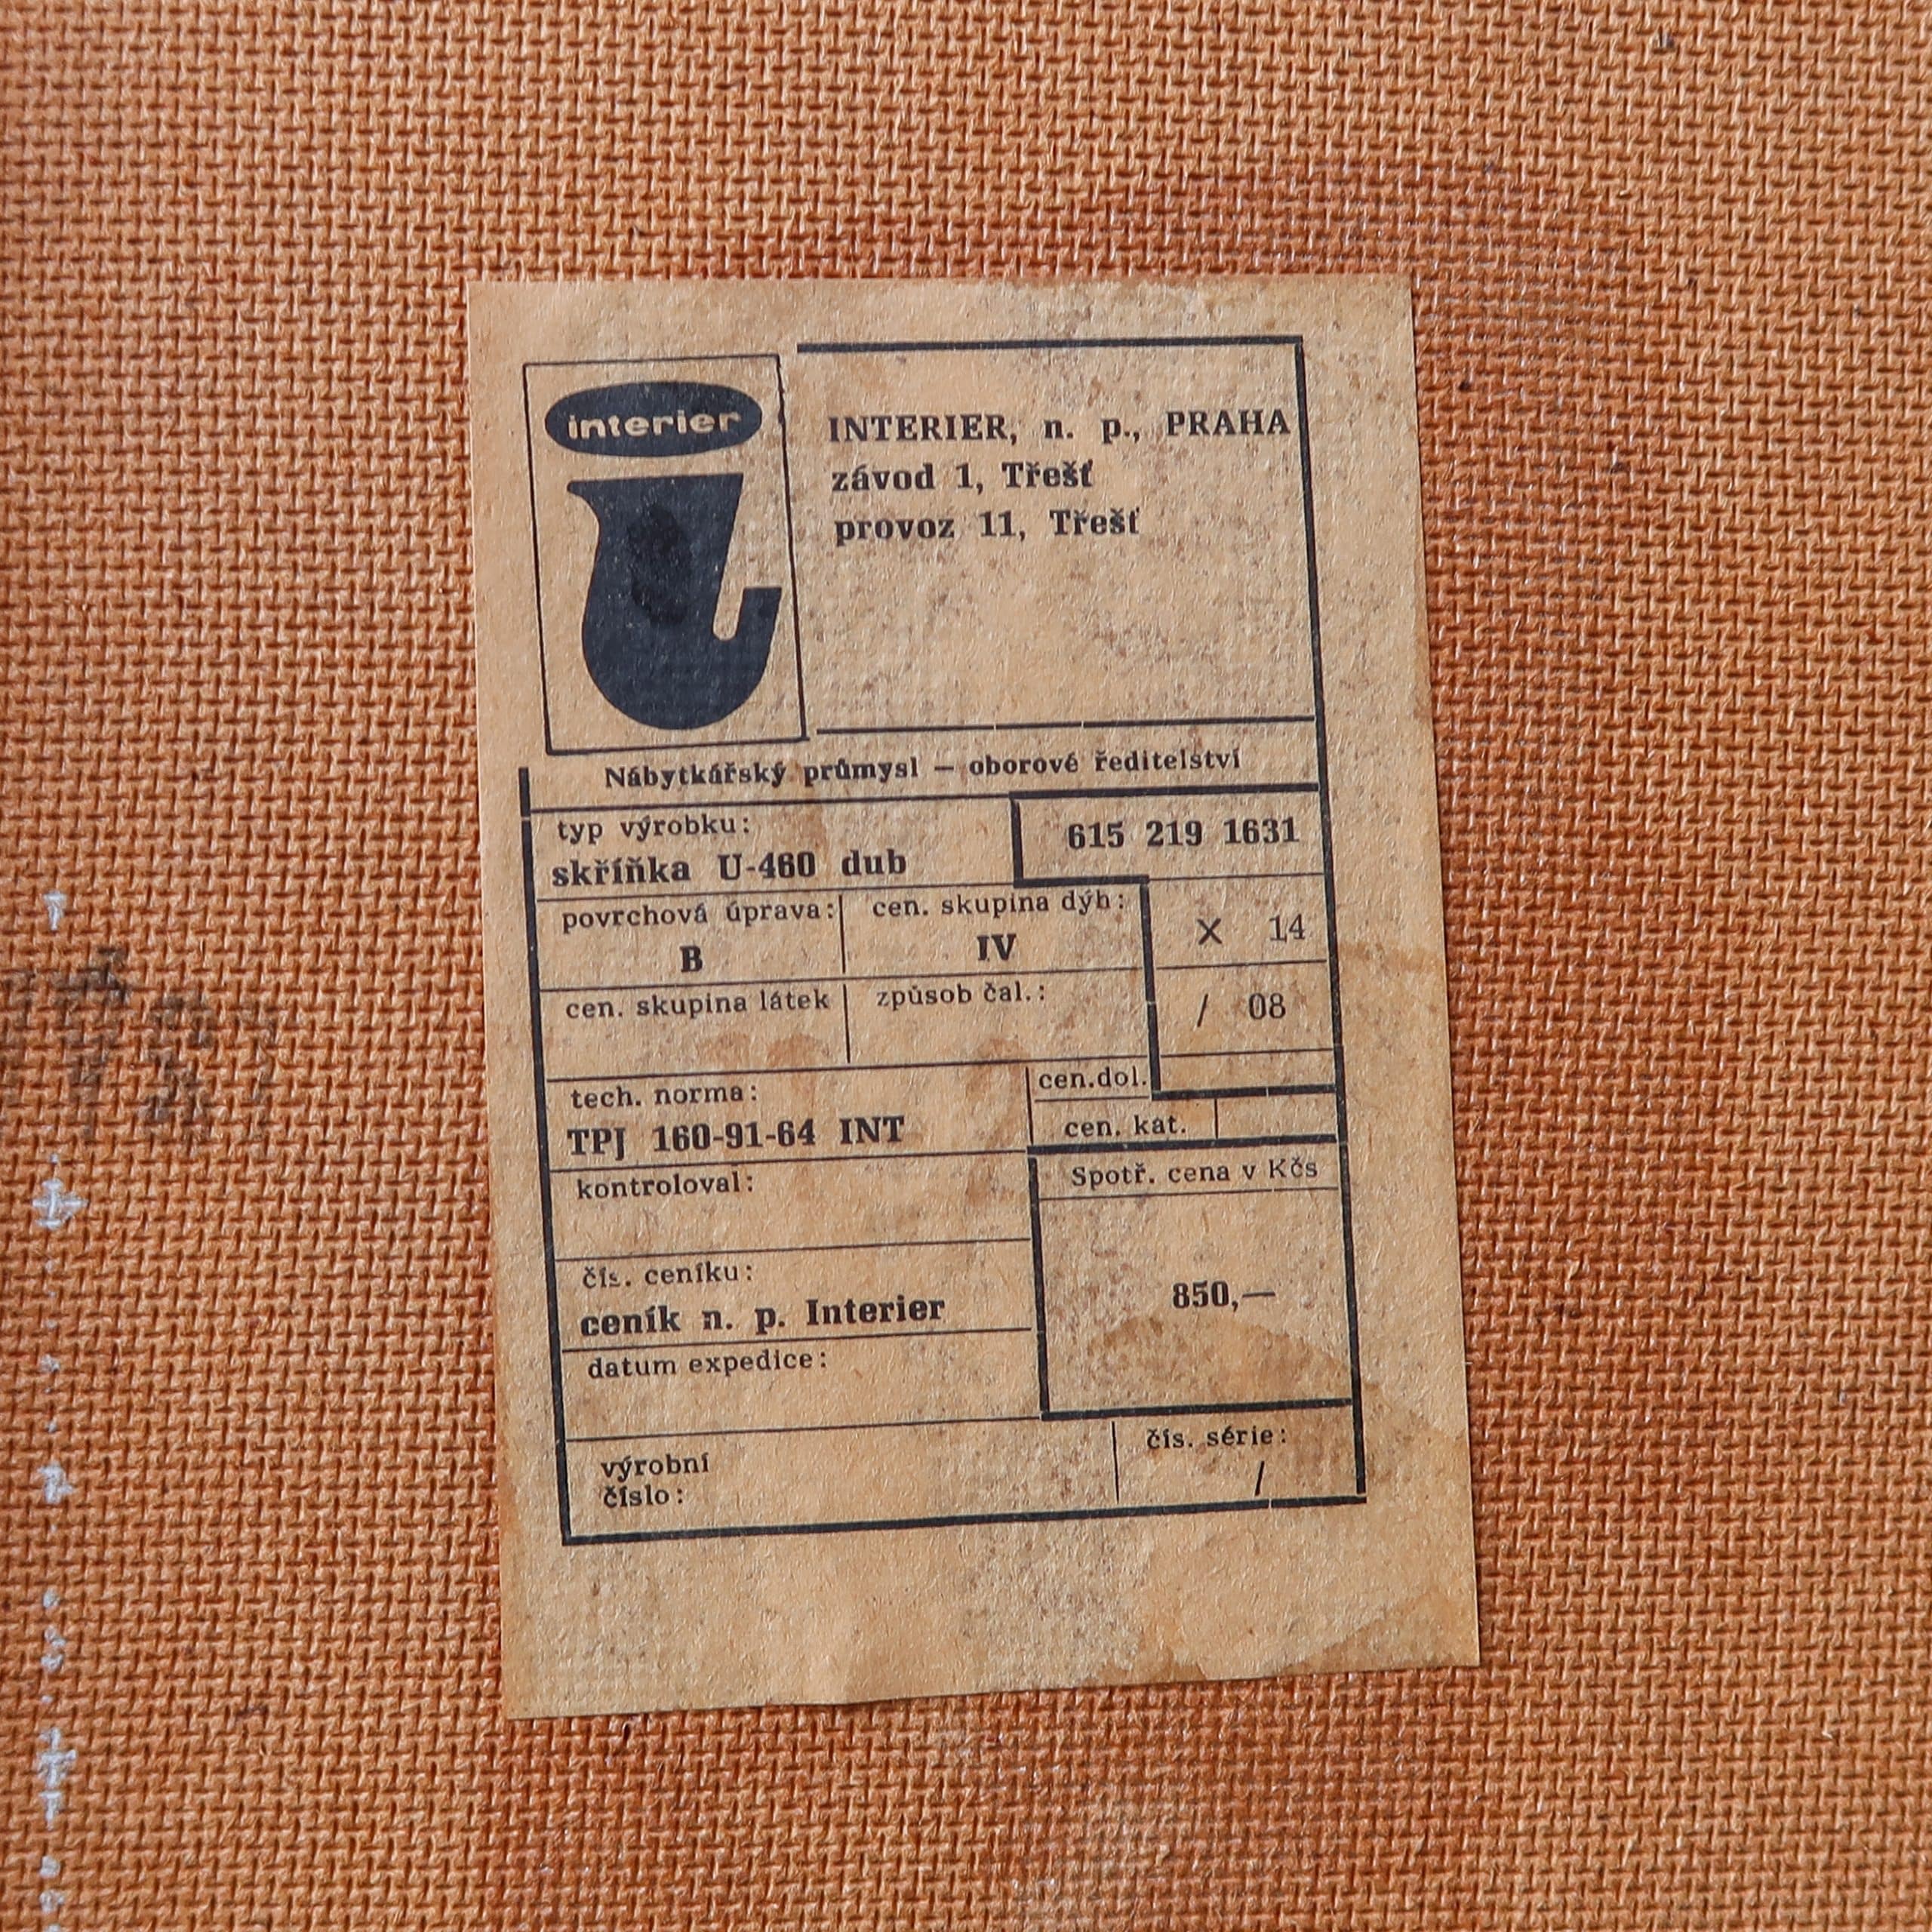 interier
INTERIER, n. p., PRAHA
závod 1, Třešť
provoz 11, Třešť
Nábytkářský průmysl — oborové ředitelství
typ výrobku:
skříňka U-460 dub
615 219 1631
povrchová úprava:
B
cen. skupina dýh:
IV
X 14
cen. skupina látek
způsob čal.:
/ 08
tech. norma:
TPJ 160-91-64 INT
cen.dol.
cen. kat.
kontroloval:
Spotř. cena v Kčs
850,—
čís. ceníku:
ceník n. p. Interier
datum expedice:
výrobní
číslo:
čís. série:
/